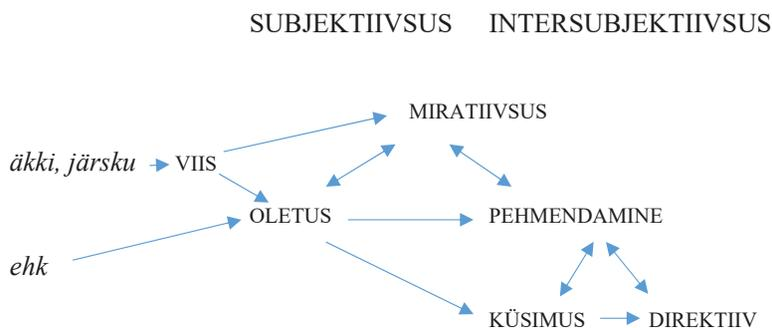 SUBJEKTIIVSUS INTERSUBJEKTIIVSUS
MIRATIIVSUS
äkki, järsku VIIS
OLETUS PEHMENDAMINE
ehk
KÜSIMUS DIREKTIIV